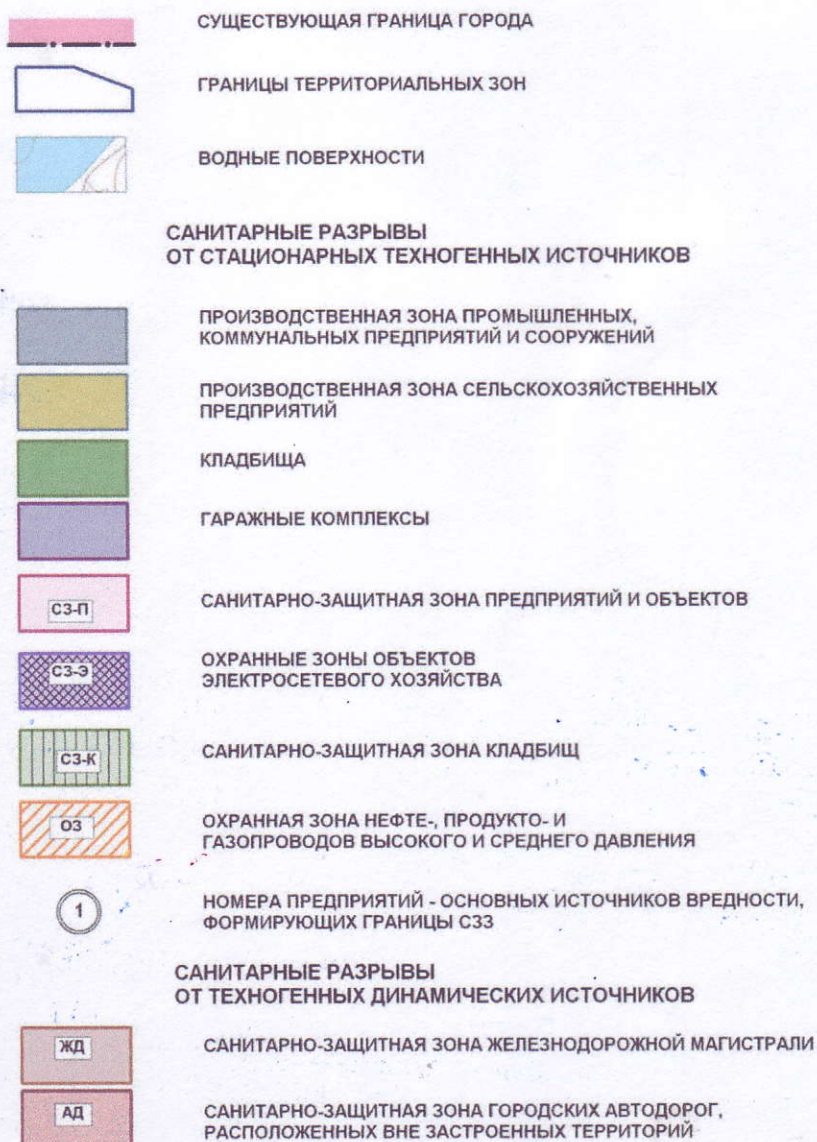 СУЩЕСТВУЮЩАЯ ГРАНИЦА ГОРОДА
ГРАНИЦЫ ТЕРРИТОРИАЛЬНЫХ ЗОН
ВОДНЫЕ ПОВЕРХНОСТИ
САНИТАРНЫЕ РАЗРЫВЫ
ОТ СТАЦИОНАРНЫХ ТЕХНОГЕННЫХ ИСТОЧНИКОВ
ПРОИЗВОДСТВЕННАЯ ЗОНА ПРОМЫШЛЕННЫХ,
КОММУНАЛЬНЫХ ПРЕДПРИЯТИЙ И СООРУЖЕНИЙ
ПРОИЗВОДСТВЕННАЯ ЗОНА СЕЛЬСКОХОЗЯЙСТВЕННЫХ
ПРЕДПРИЯТИЙ
КЛАДБИЩА
ГАРАЖНЫЕ КОМПЛЕКСЫ
СЗ-П
САНИТАРНО-ЗАЩИТНАЯ ЗОНА ПРЕДПРИЯТИЙ И ОБЪЕКТОВ
СЗ-Э
ОХРАННЫЕ ЗОНЫ ОБЪЕКТОВ
ЭЛЕКТРОСЕТЕВОГО ХОЗЯЙСТВА
СЗ-К
САНИТАРНО-ЗАЩИТНАЯ ЗОНА КЛАДБИЩ
ОЗ
ОХРАННАЯ ЗОНА НЕФТЕ-, ПРОДУКТО- И
ГАЗОПРОВОДОВ ВЫСОКОГО И СРЕДНЕГО ДАВЛЕНИЯ
1
НОМЕРА ПРЕДПРИЯТИЙ - ОСНОВНЫХ ИСТОЧНИКОВ ВРЕДНОСТИ,
ФОРМИРУЮЩИХ ГРАНИЦЫ СЗЗ
САНИТАРНЫЕ РАЗРЫВЫ
ОТ ТЕХНОГЕННЫХ ДИНАМИЧЕСКИХ ИСТОЧНИКОВ
ЖД
САНИТАРНО-ЗАЩИТНАЯ ЗОНА ЖЕЛЕЗНОДОРОЖНОЙ МАГИСТРАЛИ
АД
САНИТАРНО-ЗАЩИТНАЯ ЗОНА ГОРОДСКИХ АВТОДОРОГ,
РАСПОЛОЖЕННЫХ ВНЕ ЗАСТРОЕННЫХ ТЕРРИТОРИЙ